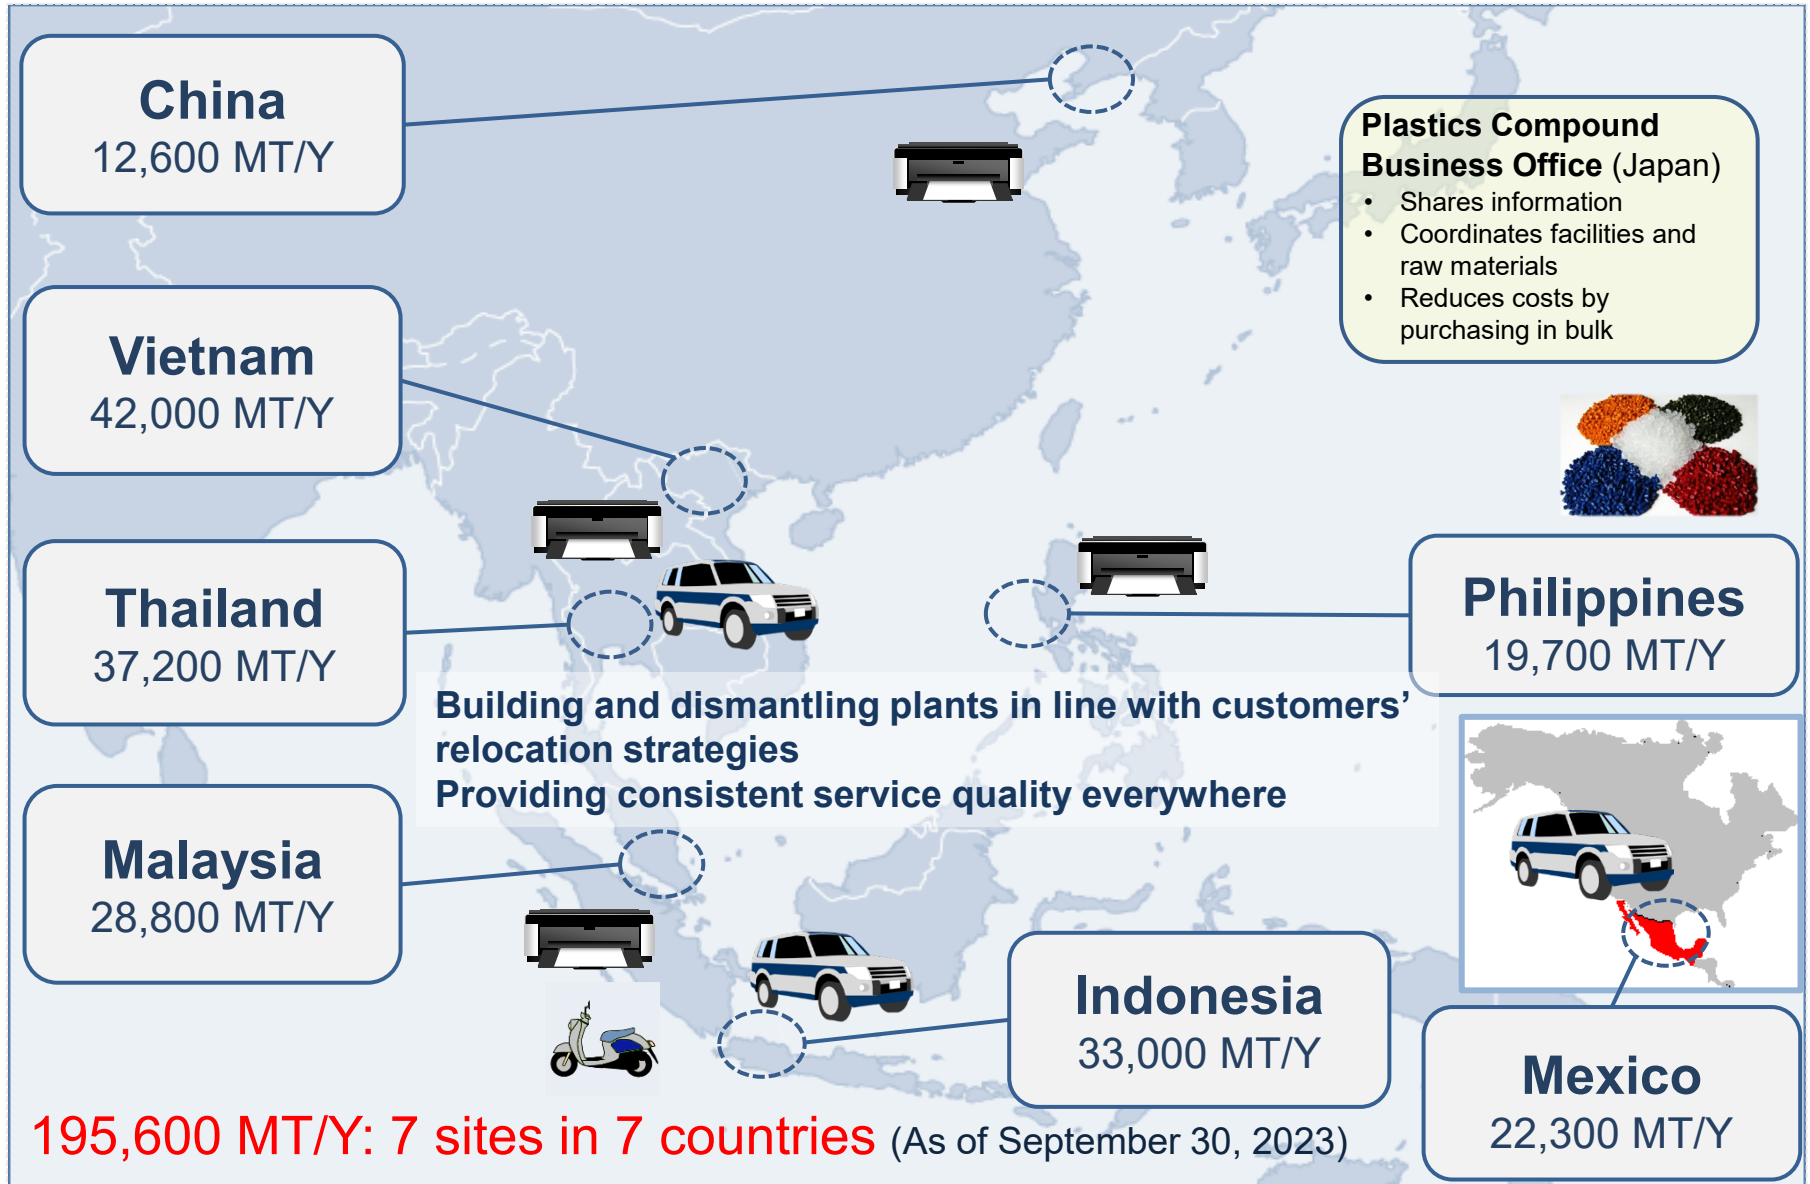 China
12,600 MT/Y
Plastics Compound
Business Office (Japan)
• Shares information
• Coordinates facilities and
raw materials
• Reduces costs by
purchasing in bulk
Vietnam
42,000 MT/Y
Thailand
37,200 MT/Y
Philippines
19,700 MT/Y
Building and dismantling plants in line with customers’
relocation strategies
Providing consistent service quality everywhere
Malaysia
28,800 MT/Y
Indonesia
33,000 MT/Y
Mexico
22,300 MT/Y
195,600 MT/Y: 7 sites in 7 countries (As of September 30, 2023)